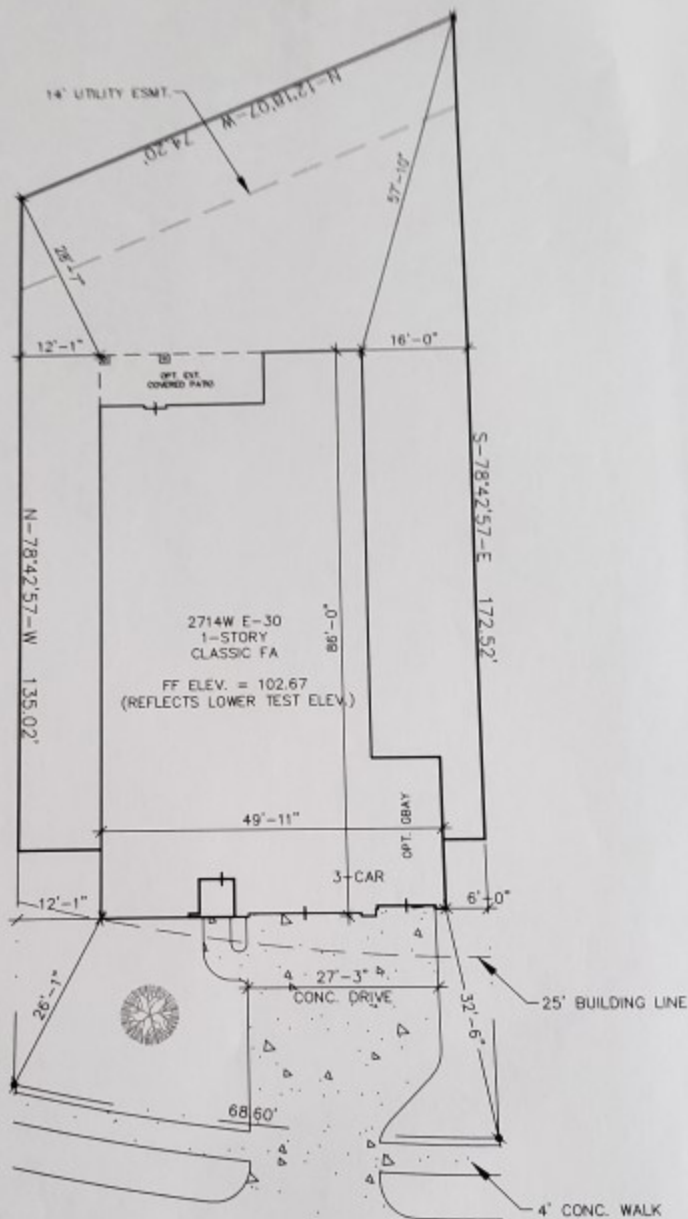 14' UTILITY ESMT.
N-12°18'07-W
74.20'
57'-10"
28'-7"
12'-1"
16'-0"
OPT. EXT.
COVERED PATIO
S-78°42'57-E 172.52'
N-78°42'57-W 135.02'
86'-0"
2714W E-30
1-STORY
CLASSIC FA
FF ELEV. = 102.67
(REFLECTS LOWER TEST ELEV.)
49'-11"
OPT. OBAY
3-CAR
12'-1"
6'-0"
26'-1"
27'-3"
CONC. DRIVE
32'-6"
25' BUILDING LINE
68.60'
4' CONC. WALK